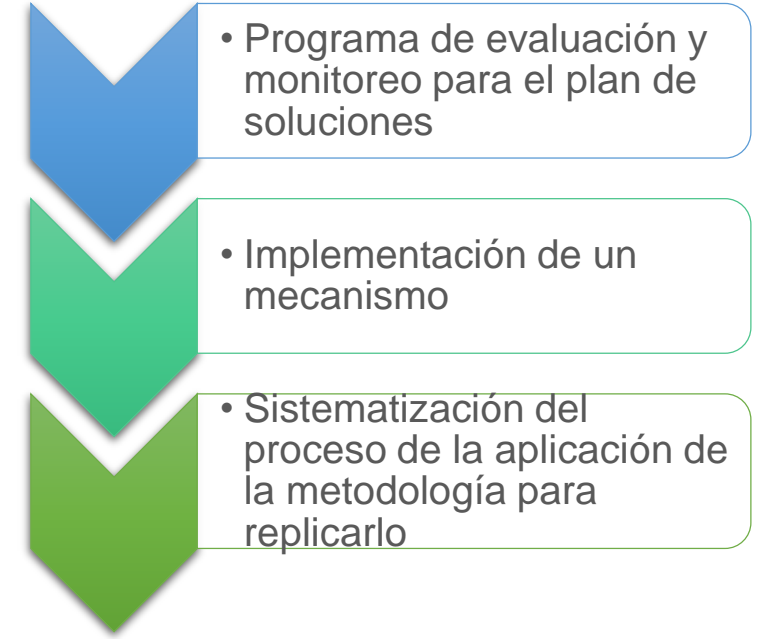 • Programa de evaluación y
monitoreo para el plan de
soluciones
• Implementación de un
mecanismo
• Sistematización del
proceso de la aplicación de
la metodología para
replicarlo